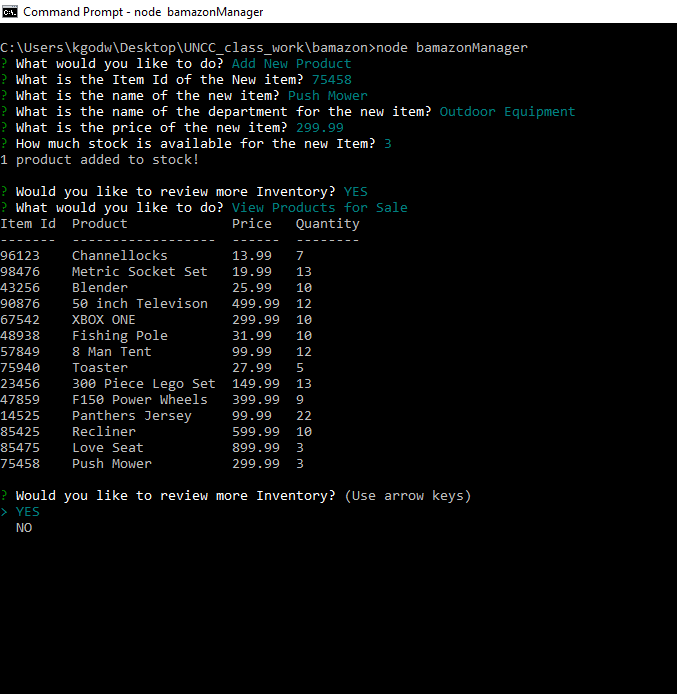 Command Prompt - node bamazonManager
C:\Users\kgodw\Desktop\UNCC_class_work\bamazon>node bamazonManager
? What would you like to do? Add New Product
? What is the Item Id of the New item? 75458
? What is the name of the new item? Push Mower
? What is the name of the department for the new item? Outdoor Equipment
? What is the price of the new item? 299.99
? How much stock is available for the new Item? 3
1 product added to stock!
? Would you like to review more Inventory? YES
? What would you like to do? View Products for Sale
Item Id  Product             Price   Quantity
-------  ------------------  ------  --------
96123    Channellocks        13.99   7
98476    Metric Socket Set   19.99   13
43256    Blender             25.99   10
90876    50 inch Televison   499.99  12
67542    XBOX ONE            299.99  10
48938    Fishing Pole        31.99   10
57849    8 Man Tent          99.99   12
75940    Toaster             27.99   5
23456    300 Piece Lego Set  149.99  13
47859    F150 Power Wheels   399.99  9
14525    Panthers Jersey     99.99   22
85425    Recliner            599.99  10
85475    Love Seat           899.99  3
75458    Push Mower          299.99  3
? Would you like to review more Inventory? (Use arrow keys)
> YES
  NO